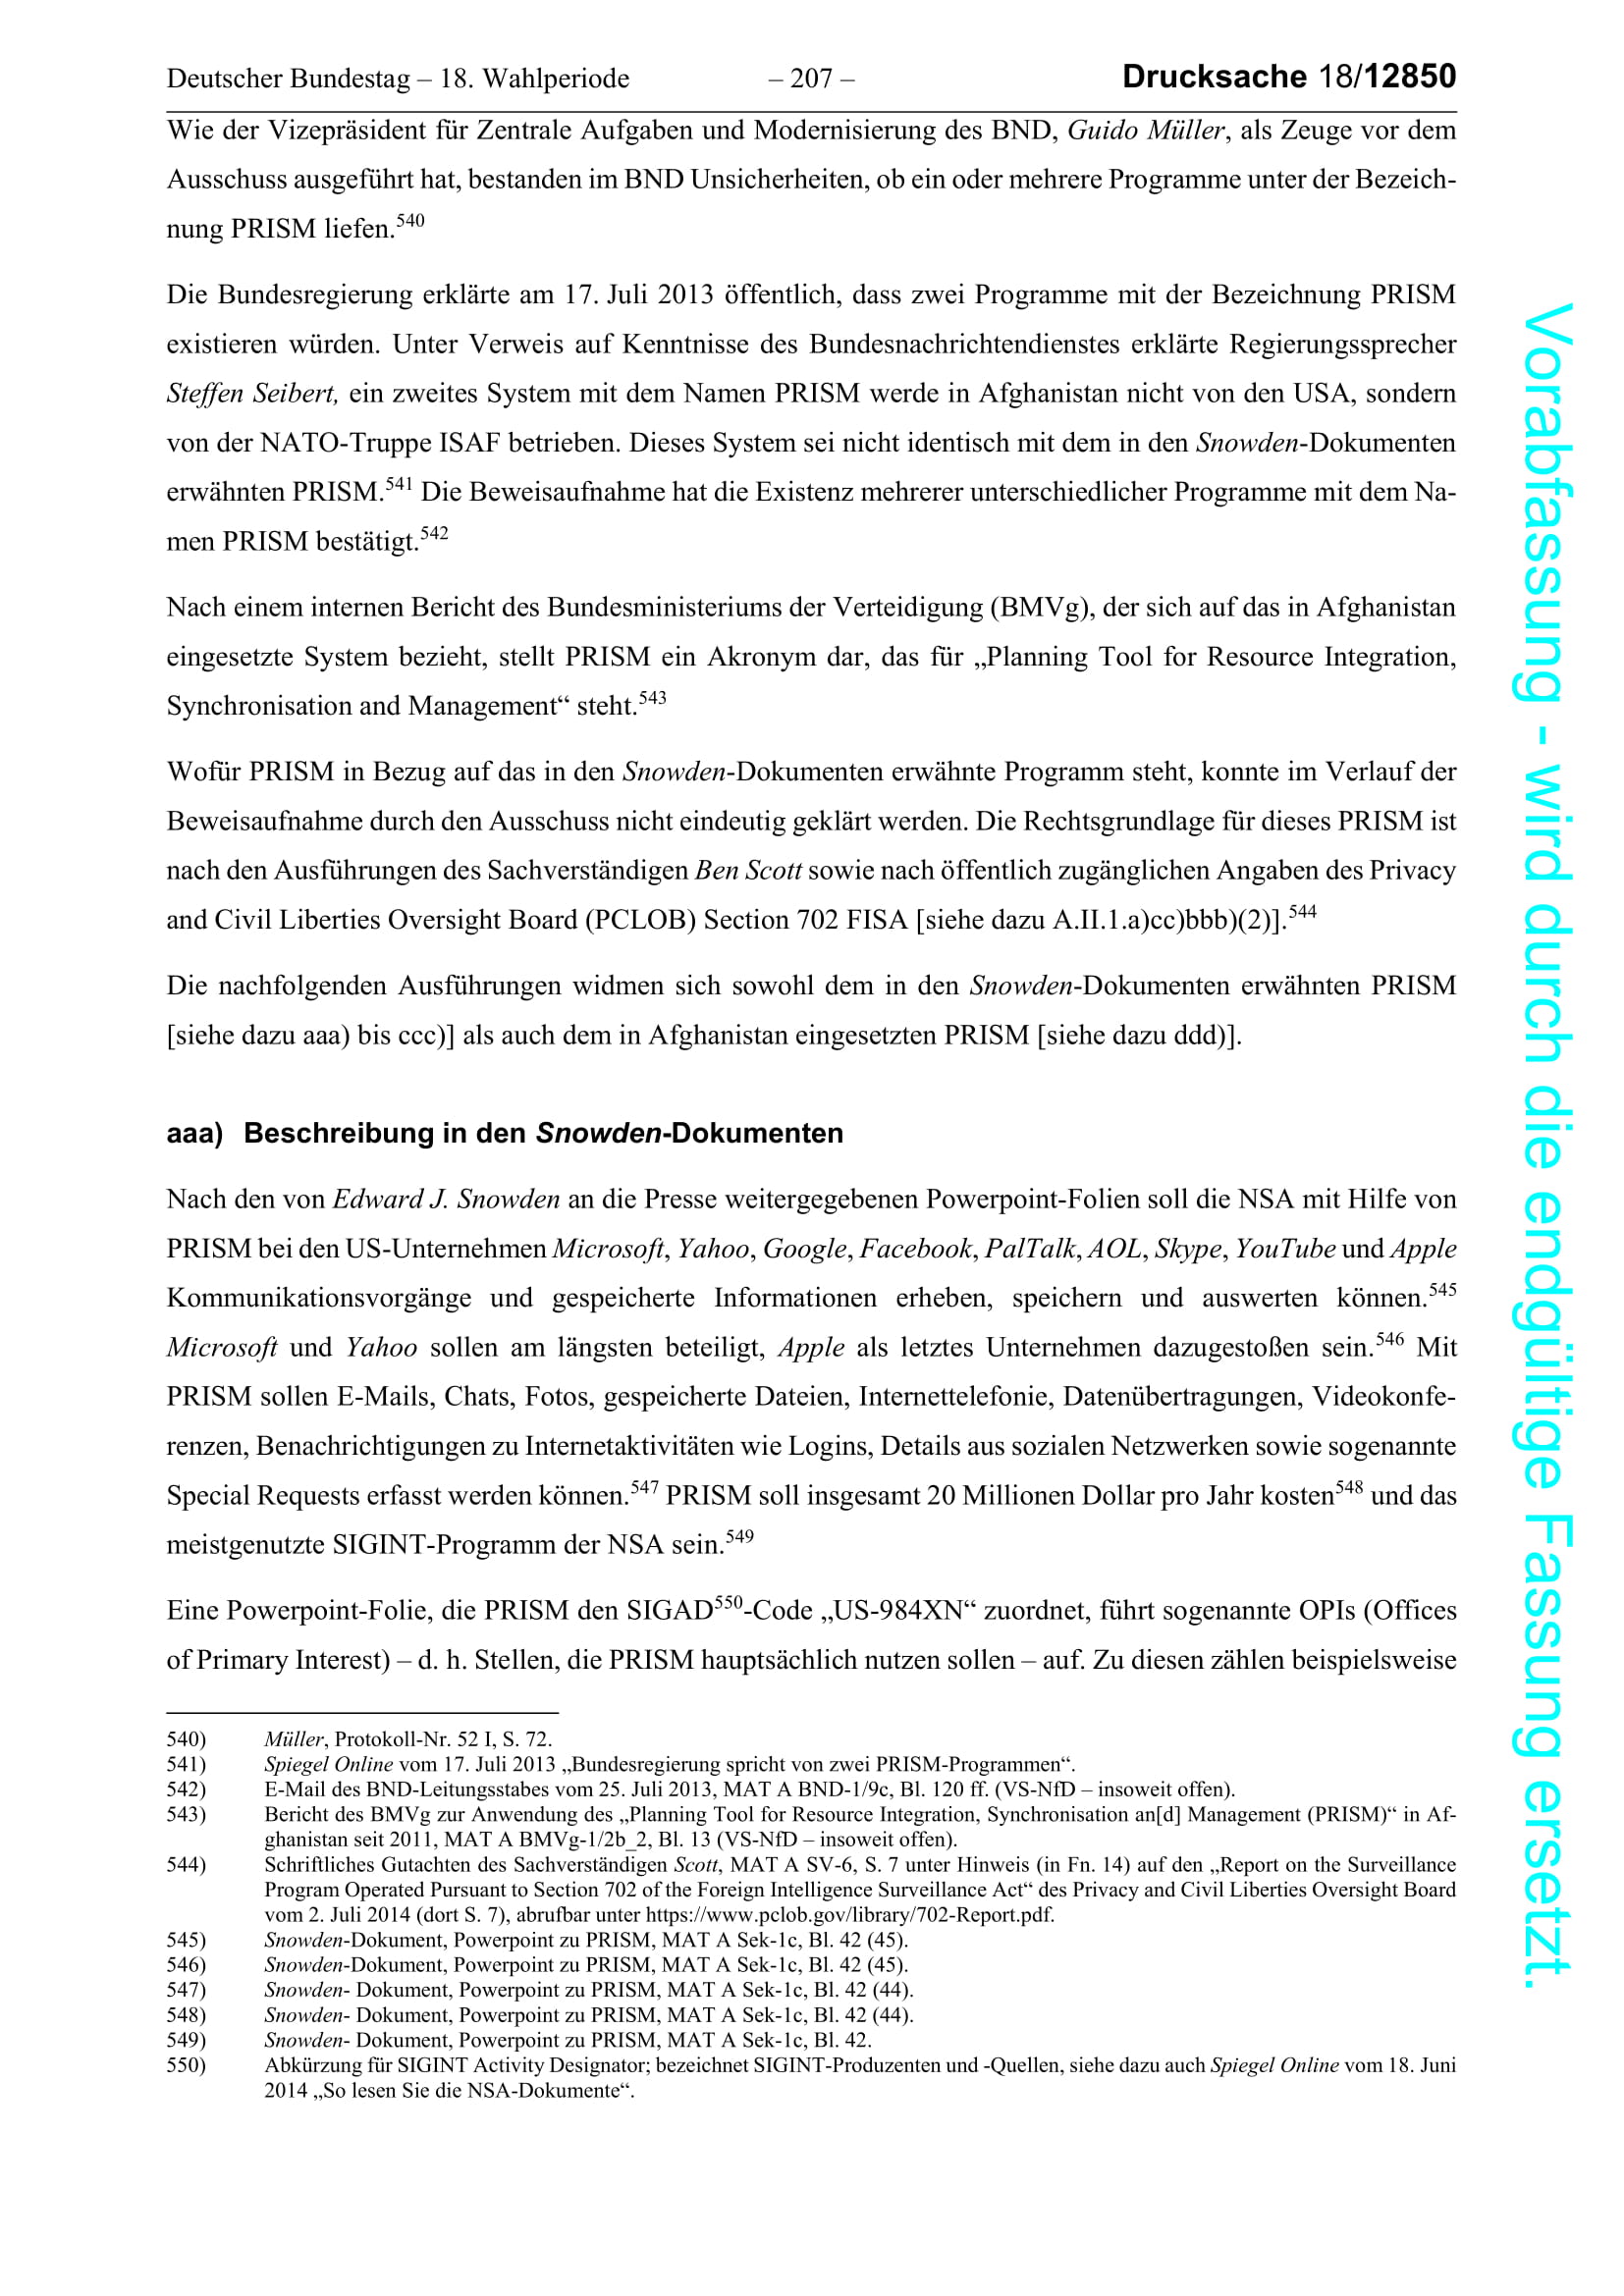 Deutscher Bundestag – 18. Wahlperiode – 207 – Drucksache 18/12850
Wie der Vizepräsident für Zentrale Aufgaben und Modernisierung des BND, Guido Müller, als Zeuge vor dem
Ausschuss ausgeführt hat, bestanden im BND Unsicherheiten, ob ein oder mehrere Programme unter der Bezeich-
nung PRISM liefen.540
Die Bundesregierung erklärte am 17. Juli 2013 öffentlich, dass zwei Programme mit der Bezeichnung PRISM
existieren würden. Unter Verweis auf Kenntnisse des Bundesnachrichtendienstes erklärte Regierungssprecher
Steffen Seibert, ein zweites System mit dem Namen PRISM werde in Afghanistan nicht von den USA, sondern
von der NATO-Truppe ISAF betrieben. Dieses System sei nicht identisch mit dem in den Snowden-Dokumenten
erwähnten PRISM.541 Die Beweisaufnahme hat die Existenz mehrerer unterschiedlicher Programme mit dem Na-
men PRISM bestätigt.542
Nach einem internen Bericht des Bundesministeriums der Verteidigung (BMVg), der sich auf das in Afghanistan
eingesetzte System bezieht, stellt PRISM ein Akronym dar, das für „Planning Tool for Resource Integration,
Synchronisation and Management“ steht.543
Wofür PRISM in Bezug auf das in den Snowden-Dokumenten erwähnte Programm steht, konnte im Verlauf der
Beweisaufnahme durch den Ausschuss nicht eindeutig geklärt werden. Die Rechtsgrundlage für dieses PRISM ist
nach den Ausführungen des Sachverständigen Ben Scott sowie nach öffentlich zugänglichen Angaben des Privacy
and Civil Liberties Oversight Board (PCLOB) Section 702 FISA [siehe dazu A.II.1.a)cc)bbb)(2)].544
Die nachfolgenden Ausführungen widmen sich sowohl dem in den Snowden-Dokumenten erwähnten PRISM
[siehe dazu aaa) bis ccc)] als auch dem in Afghanistan eingesetzten PRISM [siehe dazu ddd)].
aaa) Beschreibung in den Snowden-Dokumenten
Nach den von Edward J. Snowden an die Presse weitergegebenen Powerpoint-Folien soll die NSA mit Hilfe von
PRISM bei den US-Unternehmen Microsoft, Yahoo, Google, Facebook, PalTalk, AOL, Skype, YouTube und Apple
Kommunikationsvorgänge und gespeicherte Informationen erheben, speichern und auswerten können.545
Microsoft und Yahoo sollen am längsten beteiligt, Apple als letztes Unternehmen dazugestoßen sein.546 Mit
PRISM sollen E-Mails, Chats, Fotos, gespeicherte Dateien, Internettelefonie, Datenübertragungen, Videokonfe-
renzen, Benachrichtigungen zu Internetaktivitäten wie Logins, Details aus sozialen Netzwerken sowie sogenannte
Special Requests erfasst werden können.547 PRISM soll insgesamt 20 Millionen Dollar pro Jahr kosten548 und das
meistgenutzte SIGINT-Programm der NSA sein.549
Eine Powerpoint-Folie, die PRISM den SIGAD550-Code „US-984XN“ zuordnet, führt sogenannte OPIs (Offices
of Primary Interest) – d. h. Stellen, die PRISM hauptsächlich nutzen sollen – auf. Zu diesen zählen beispielsweise
540) Müller, Protokoll-Nr. 52 I, S. 72.
541) Spiegel Online vom 17. Juli 2013 „Bundesregierung spricht von zwei PRISM-Programmen“.
542) E-Mail des BND-Leitungsstabes vom 25. Juli 2013, MAT A BND-1/9c, Bl. 120 ff. (VS-NfD – insoweit offen).
543) Bericht des BMVg zur Anwendung des „Planning Tool for Resource Integration, Synchronisation an[d] Management (PRISM)“ in Af-
ghanistan seit 2011, MAT A BMVg-1/2b_2, Bl. 13 (VS-NfD – insoweit offen).
544) Schriftliches Gutachten des Sachverständigen Scott, MAT A SV-6, S. 7 unter Hinweis (in Fn. 14) auf den „Report on the Surveillance
Program Operated Pursuant to Section 702 of the Foreign Intelligence Surveillance Act“ des Privacy and Civil Liberties Oversight Board
vom 2. Juli 2014 (dort S. 7), abrufbar unter https://www.pclob.gov/library/702-Report.pdf.
545) Snowden-Dokument, Powerpoint zu PRISM, MAT A Sek-1c, Bl. 42 (45).
546) Snowden-Dokument, Powerpoint zu PRISM, MAT A Sek-1c, Bl. 42 (45).
547) Snowden- Dokument, Powerpoint zu PRISM, MAT A Sek-1c, Bl. 42 (44).
548) Snowden- Dokument, Powerpoint zu PRISM, MAT A Sek-1c, Bl. 42 (44).
549) Snowden- Dokument, Powerpoint zu PRISM, MAT A Sek-1c, Bl. 42.
550) Abkürzung für SIGINT Activity Designator; bezeichnet SIGINT-Produzenten und -Quellen, siehe dazu auch Spiegel Online vom 18. Juni
2014 „So lesen Sie die NSA-Dokumente“.
Vorabfassung - wird durch die endgültige Fassung ersetzt.